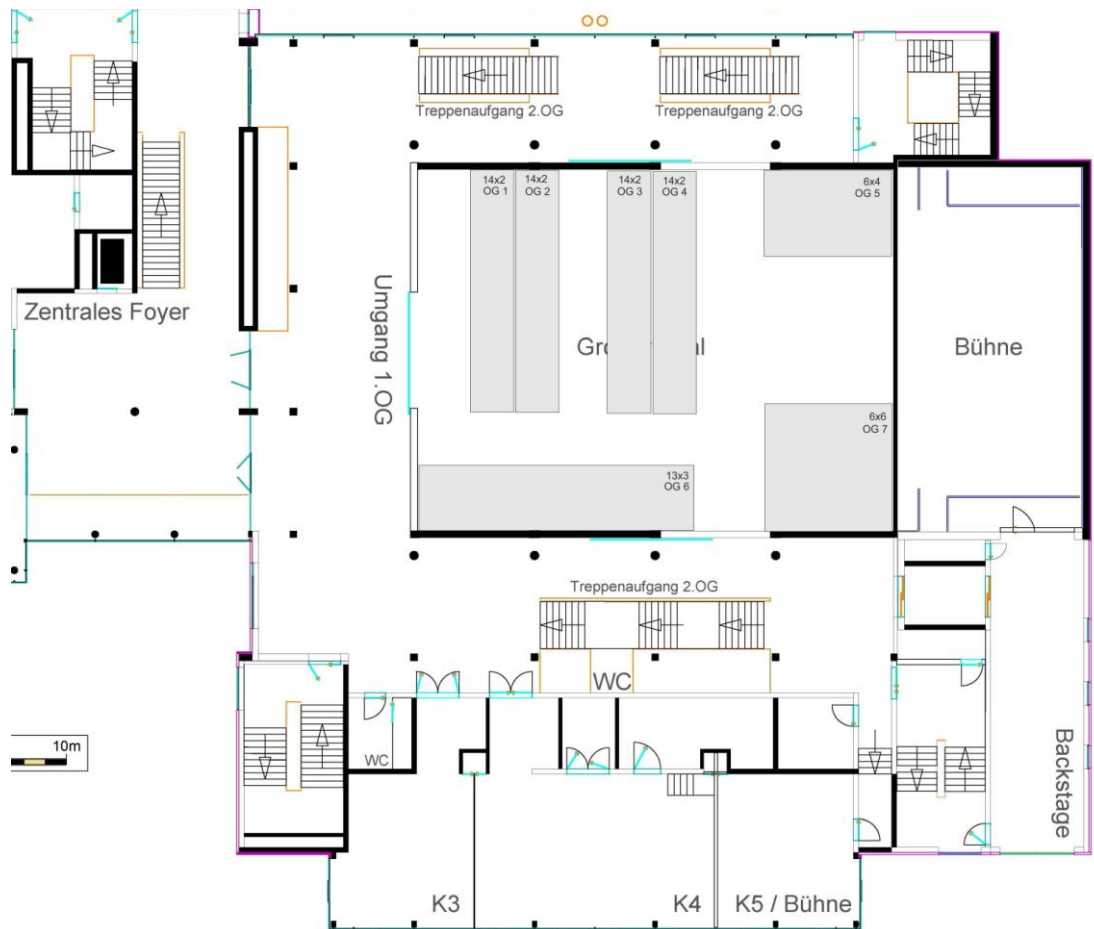 Treppenaufgang 2.OG
Treppenaufgang 2.OG
14x2
OG 1
14x2
OG 2
14x2
OG 3
14x2
OG 4
6x4
OG 5
Zentrales Foyer
Umgang 1.OG
Bühne
6x6
OG 7
13x3
OG 6
Treppenaufgang 2.OG
WC
10m
WC
Backstage
K3
K4
K5 / Bühne